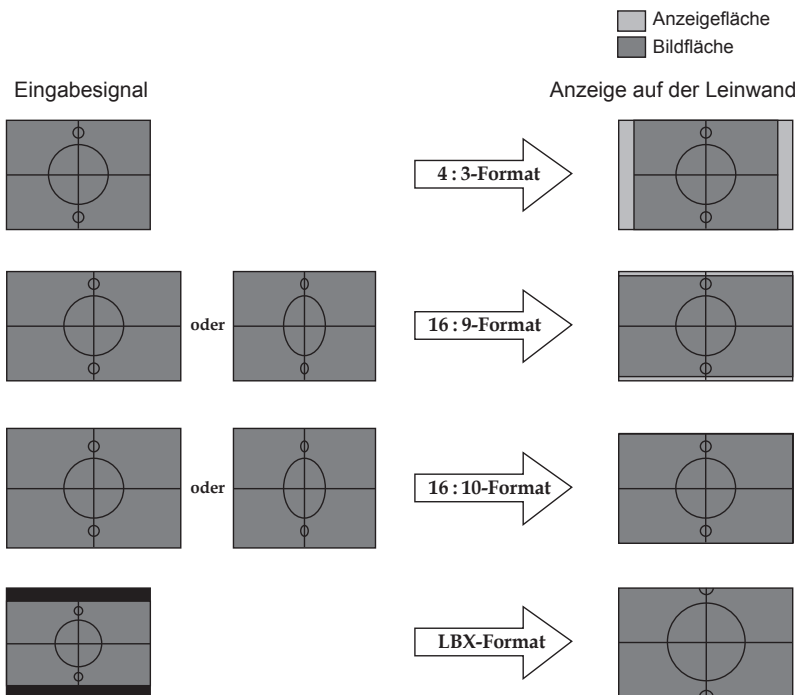 Anzeigefläche
Bildfläche
Eingabesignal
Anzeige auf der Leinwand
4 : 3-Format
oder
16 : 9-Format
oder
16 : 10-Format
LBX-Format